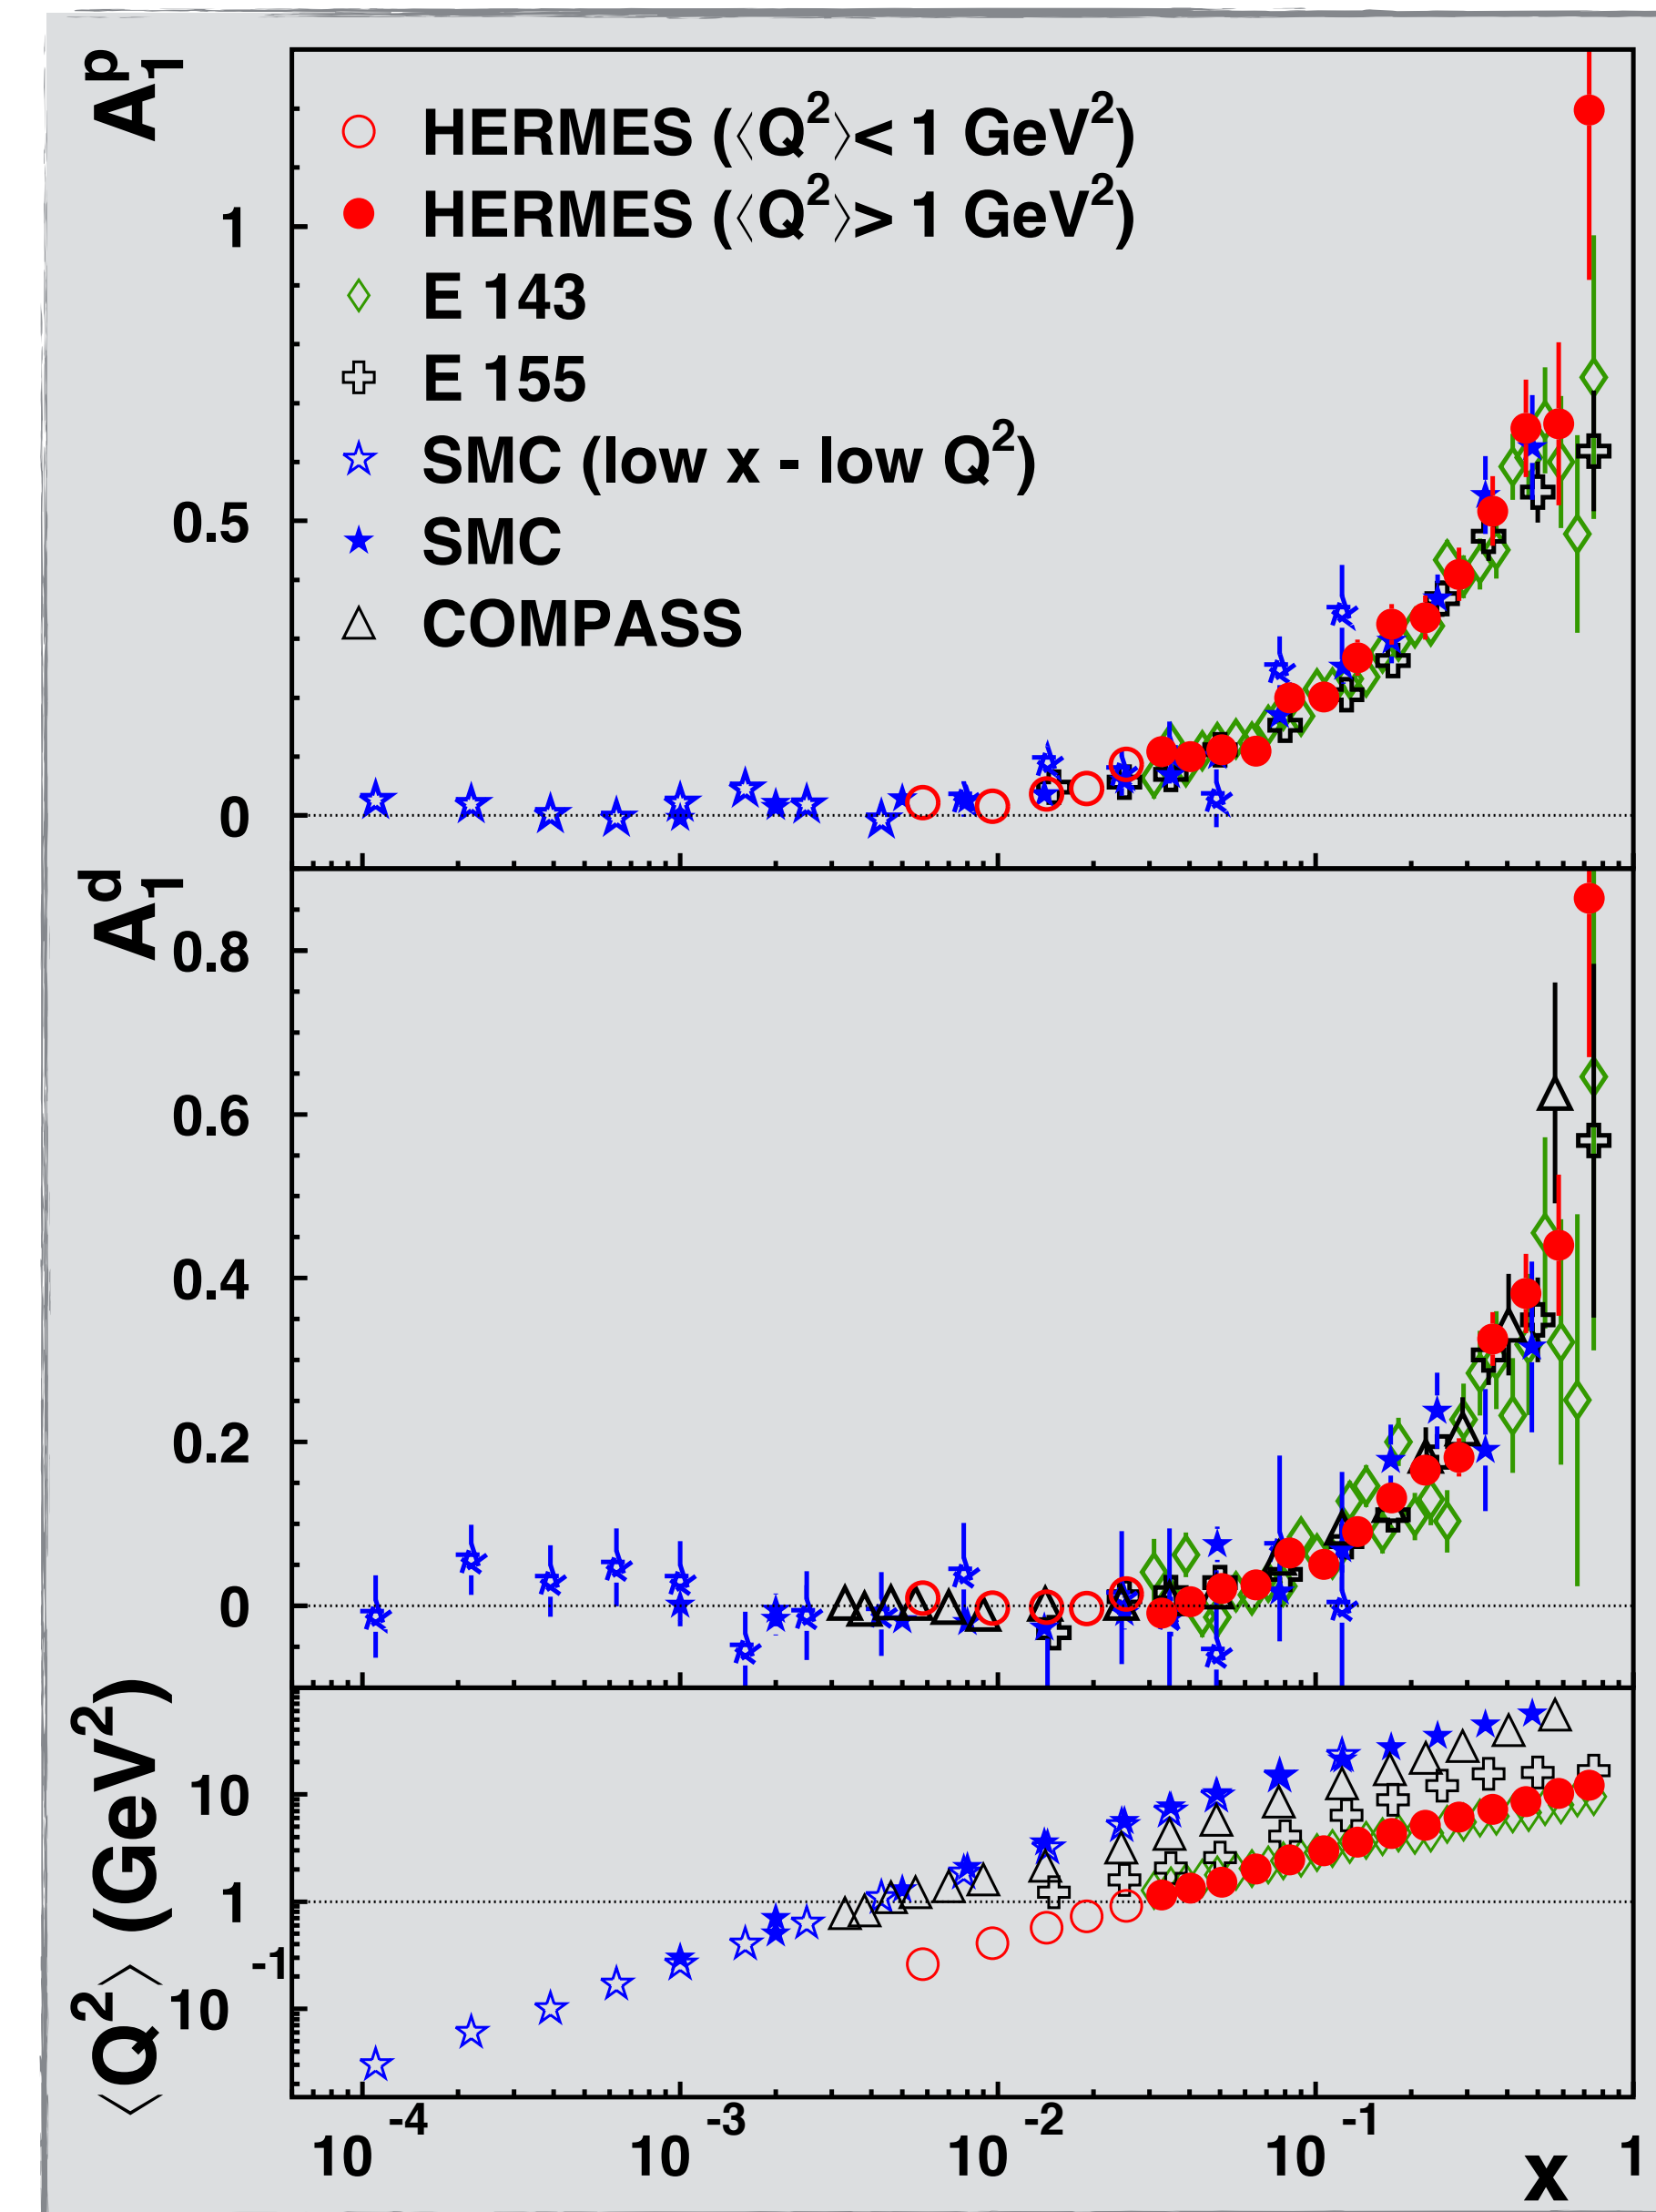 A₁ᵖ
HERMES (⟨Q²⟩< 1 GeV²)
HERMES (⟨Q²⟩> 1 GeV²)
E 143
E 155
SMC (low x - low Q²)
SMC
COMPASS
1
0.5
0
A₁ᵈ
0.8
0.6
0.4
0.2
0
⟨Q²⟩ (GeV²)
10
1
10⁻¹
10⁻⁴ 10⁻³ 10⁻² 10⁻¹ 1
x